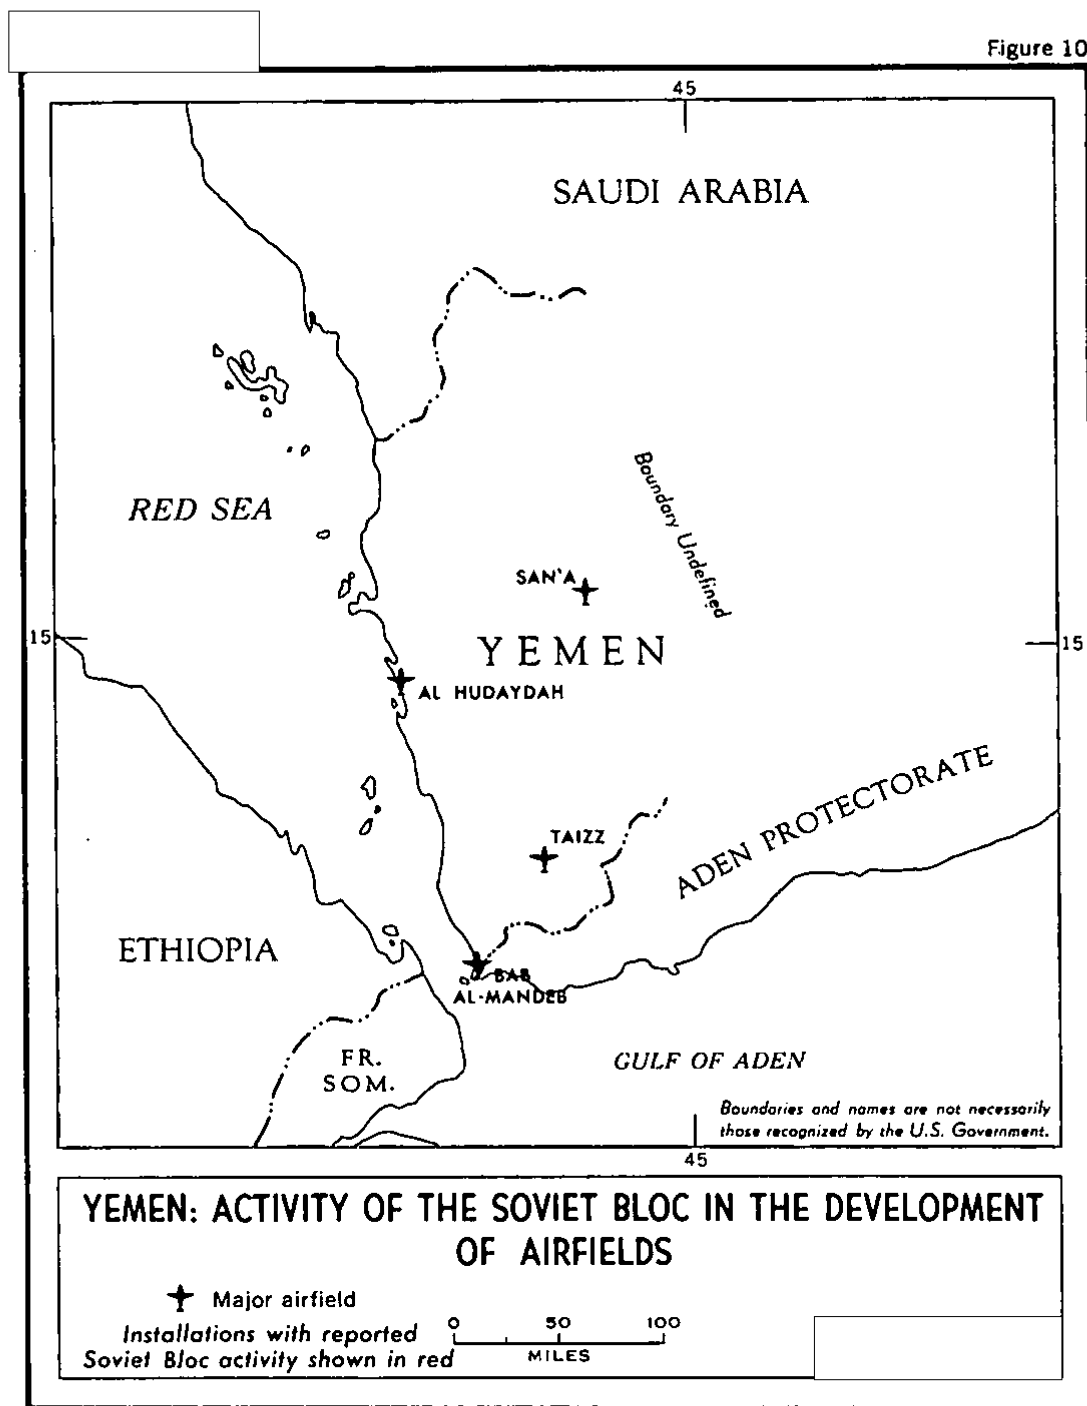 Figure 10
45
SAUDI ARABIA
RED SEA
Boundary Undefined
SAN'A
15
YEMEN
15
AL HUDAYDAH
ADEN PROTECTORATE
TAIZZ
ETHIOPIA
BAB
AL-MANDEB
FR.
SOM.
GULF OF ADEN
Boundaries and names are not necessarily
those recognized by the U.S. Government.
45
YEMEN: ACTIVITY OF THE SOVIET BLOC IN THE DEVELOPMENT
OF AIRFIELDS
Major airfield
Installations with reported
Soviet Bloc activity shown in red
0 50 100
MILES